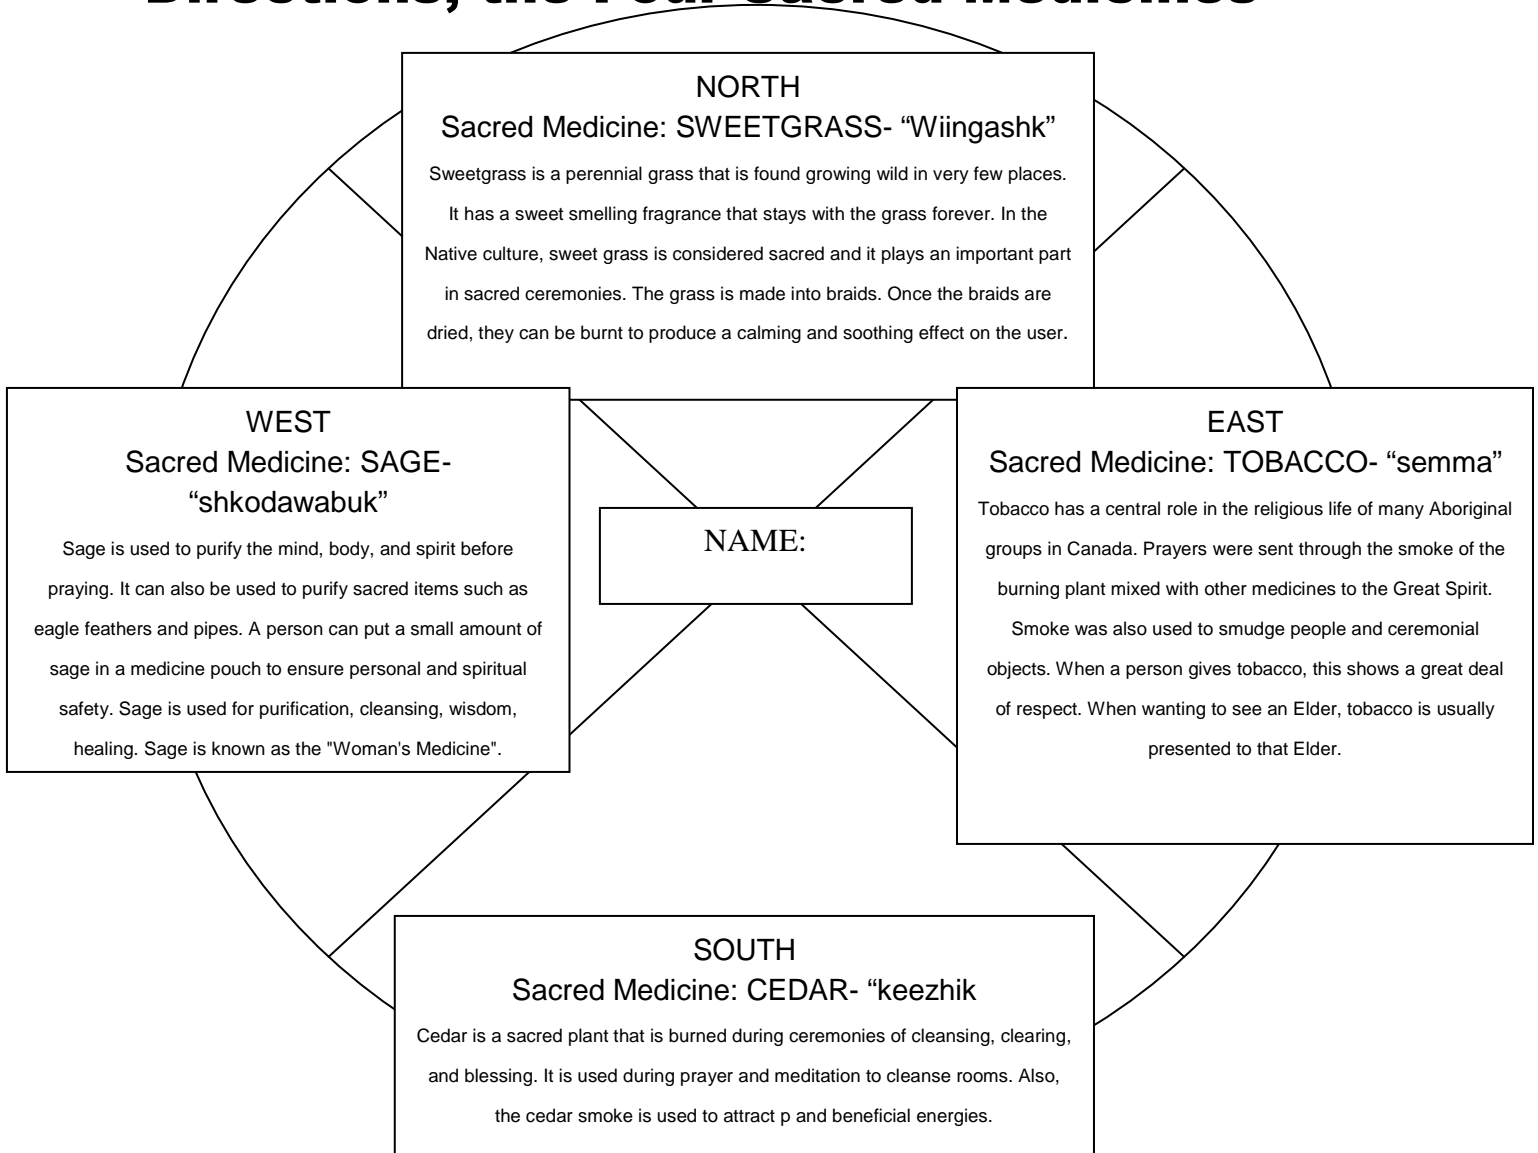 Directions, the Four Sacred Medicines
NORTH
Sacred Medicine: SWEETGRASS- “Wiingashk”
Sweetgrass is a perennial grass that is found growing wild in very few places.
It has a sweet smelling fragrance that stays with the grass forever. In the
Native culture, sweet grass is considered sacred and it plays an important part
in sacred ceremonies. The grass is made into braids. Once the braids are
dried, they can be burnt to produce a calming and soothing effect on the user.
WEST
Sacred Medicine: SAGE-
“shkodawabuk”
Sage is used to purify the mind, body, and spirit before
praying. It can also be used to purify sacred items such as
eagle feathers and pipes. A person can put a small amount of
sage in a medicine pouch to ensure personal and spiritual
safety. Sage is used for purification, cleansing, wisdom,
healing. Sage is known as the "Woman's Medicine".
NAME:
EAST
Sacred Medicine: TOBACCO- “semma”
Tobacco has a central role in the religious life of many Aboriginal
groups in Canada. Prayers were sent through the smoke of the
burning plant mixed with other medicines to the Great Spirit.
Smoke was also used to smudge people and ceremonial
objects. When a person gives tobacco, this shows a great deal
of respect. When wanting to see an Elder, tobacco is usually
presented to that Elder.
SOUTH
Sacred Medicine: CEDAR- “keezhik
Cedar is a sacred plant that is burned during ceremonies of cleansing, clearing,
and blessing. It is used during prayer and meditation to cleanse rooms. Also,
the cedar smoke is used to attract p and beneficial energies.